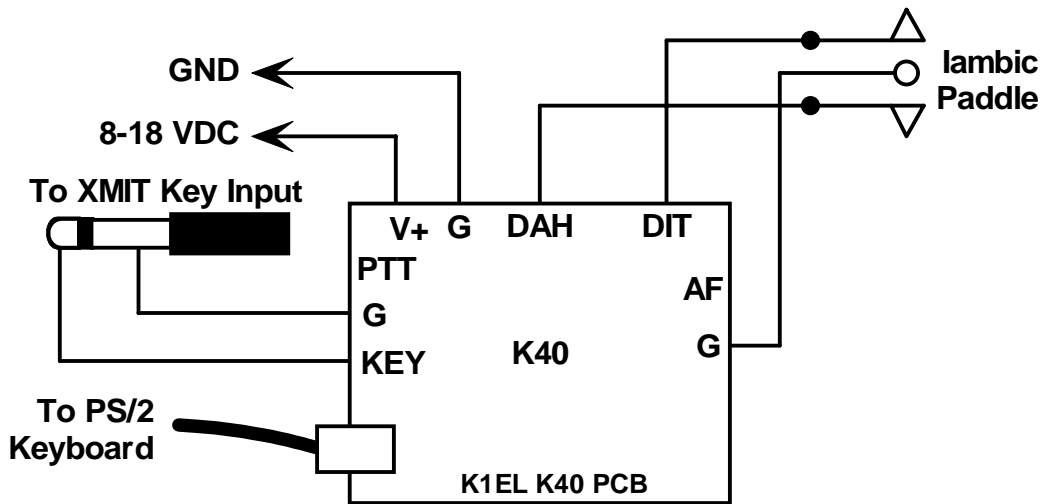 GND
Iambic
Paddle
8-18 VDC
To XMIT Key Input
V+ G DAH DIT
PTT
AF
G
K40
G
KEY
To PS/2
Keyboard
K1EL K40 PCB